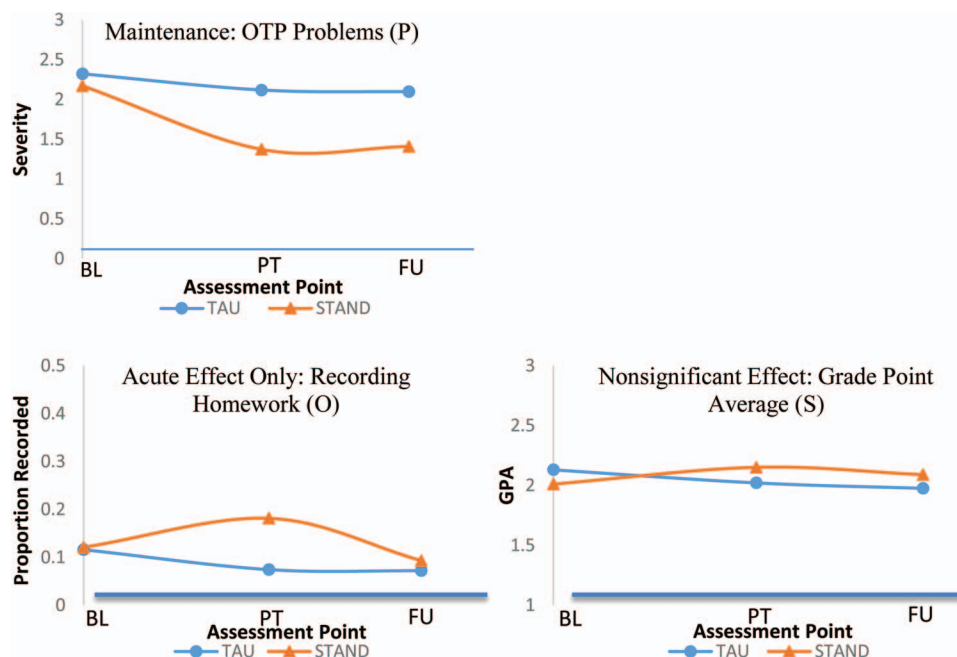 Maintenance: OTP Problems (P)
3
2.5
2
1.5
1
0.5
0
Severity
BL PT FU
Assessment Point
TAU STAND
Acute Effect Only: Recording
Homework (O)
0.5
0.4
0.3
0.2
0.1
0
Proportion Recorded
BL PT FU
Assessment Point
TAU STAND
Nonsignificant Effect: Grade Point
Average (S)
3
2.5
2
1.5
1
GPA
BL PT FU
Assessment Point
TAU STAND